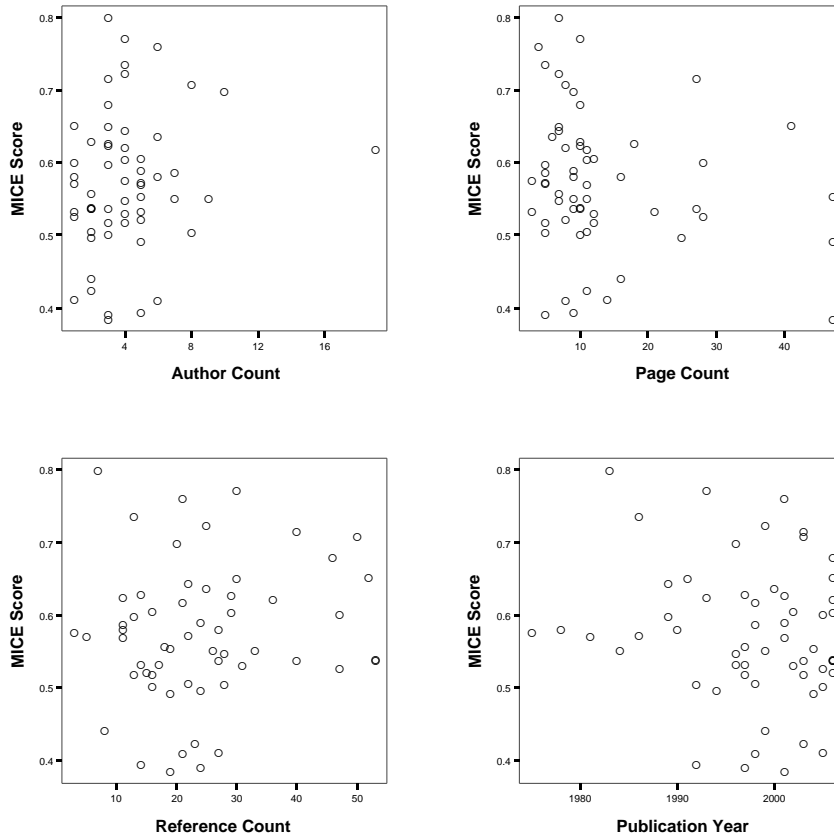 0.8
0.7
0.6
0.5
0.4
MICE Score
4 8 12 16
Author Count
0.8
0.7
0.6
0.5
0.4
MICE Score
10 20 30 40
Page Count
0.8
0.7
0.6
0.5
0.4
MICE Score
10 20 30 40 50
Reference Count
0.8
0.7
0.6
0.5
0.4
MICE Score
1980 1990 2000
Publication Year